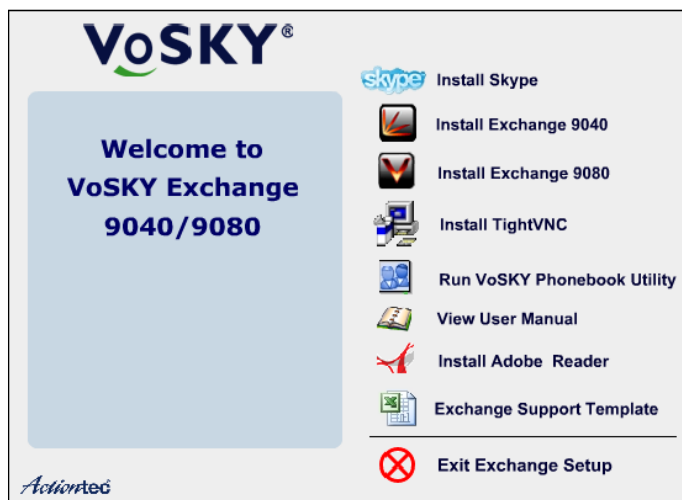 VoSKY®
Welcome to
VoSKY Exchange
9040/9080
skype Install Skype
Install Exchange 9040
Install Exchange 9080
Install TightVNC
Run VoSKY Phonebook Utility
View User Manual
Install Adobe Reader
Exchange Support Template
Exit Exchange Setup
Actiontec